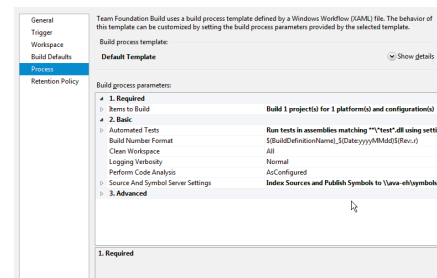 General
Trigger
Workspace
Build Defaults
Process
Retention Policy
Team Foundation Build uses a build process template defined by a Windows Workflow (XAML) file. The behavior of
this template can be customized by setting the build process parameters provided by the selected template.
Build process template:
Default Template
Show details
Build process parameters:
1. Required
Items to Build Build 1 project(s) for 1 platform(s) and configuration(s)
2. Basic
Automated Tests Run tests in assemblies matching **\*test*.dll using setti
Build Number Format $(BuildDefinitionName)_$(Date:yyyyMMdd)$(Rev:.r)
Clean Workspace All
Logging Verbosity Normal
Perform Code Analysis AsConfigured
Source And Symbol Server Settings Index Sources and Publish Symbols to \\uva-eh\symbols
3. Advanced
1. Required